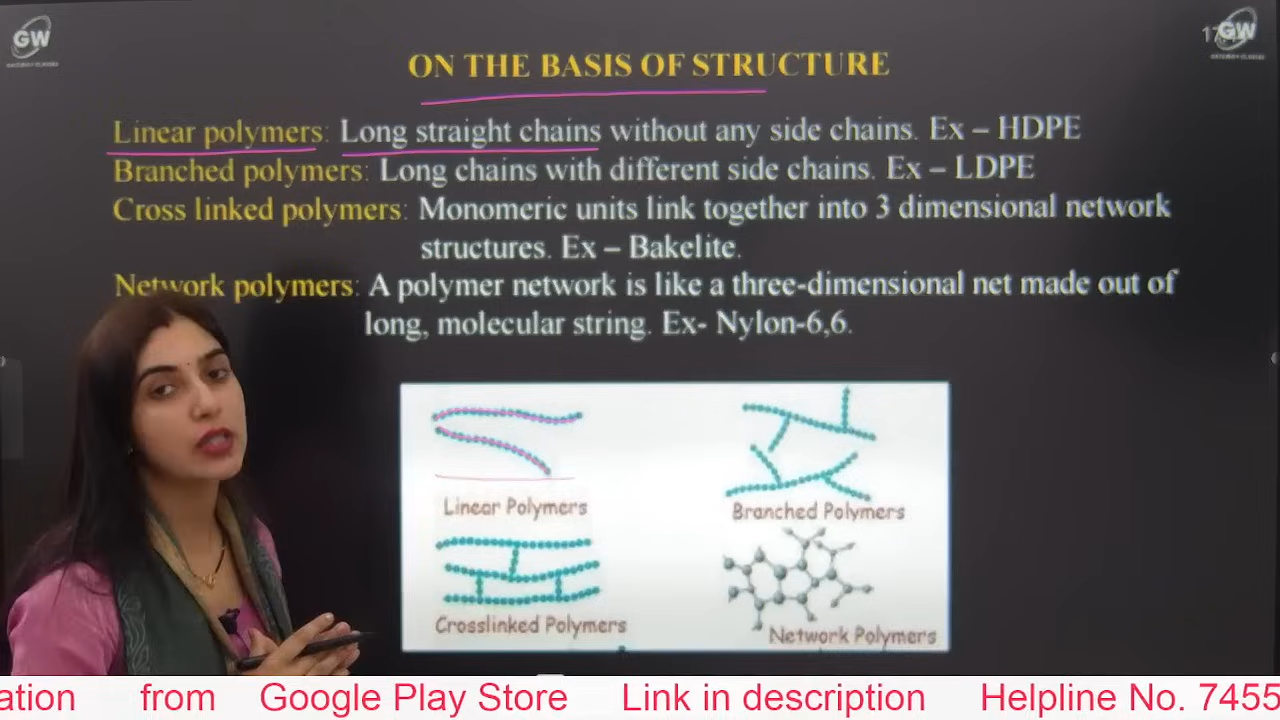 GW
GW
ON THE BASIS OF STRUCTURE
Linear polymers: Long straight chains without any side chains. Ex – HDPE
Branched polymers: Long chains with different side chains. Ex – LDPE
Cross linked polymers: Monomeric units link together into 3 dimensional network
structures. Ex – Bakelite.
Network polymers: A polymer network is like a three-dimensional net made out of
long, molecular string. Ex- Nylon-6,6.
Linear Polymers
Branched Polymers
Crosslinked Polymers
Network Polymers
ation from Google Play Store Link in description Helpline No. 7455